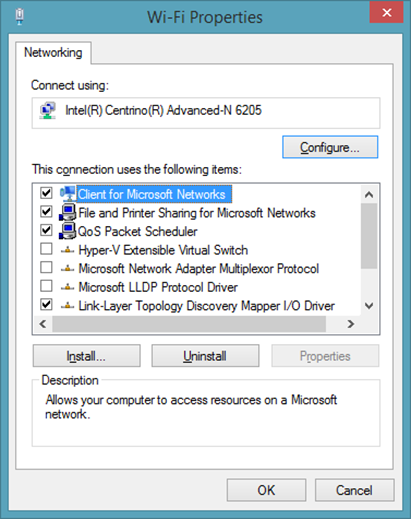 Wi-Fi Properties
Networking
Connect using:
Intel(R) Centrino(R) Advanced-N 6205
Configure...
This connection uses the following items:
Client for Microsoft Networks
File and Printer Sharing for Microsoft Networks
QoS Packet Scheduler
Hyper-V Extensible Virtual Switch
Microsoft Network Adapter Multiplexor Protocol
Microsoft LLDP Protocol Driver
Link-Layer Topology Discovery Mapper I/O Driver
Install... Uninstall Properties
Description
Allows your computer to access resources on a Microsoft
network.
OK Cancel